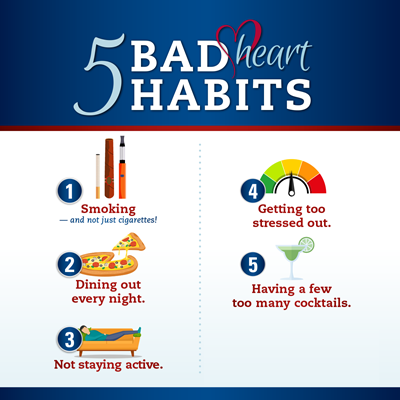 5 BAD heart
HABITS
1
Smoking
— and not just cigarettes!
2
Dining out
every night.
3
Not staying active.
4
Getting too
stressed out.
5
Having a few
too many cocktails.